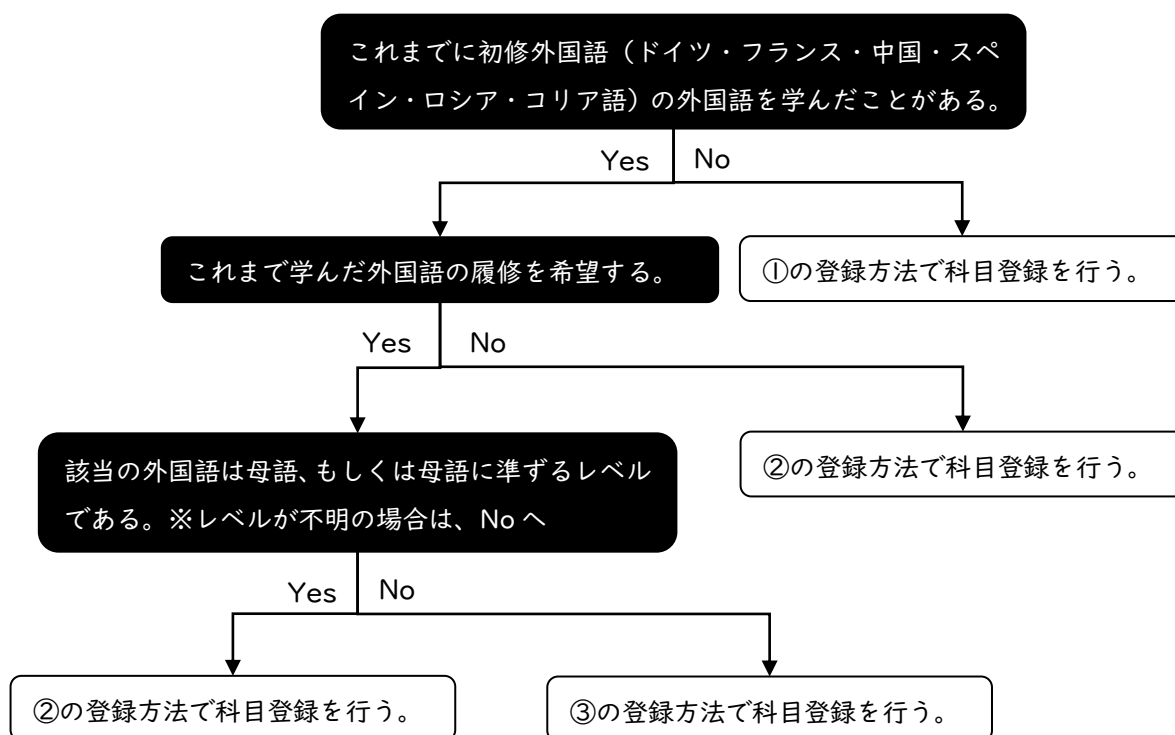 これまでに初修外国語（ドイツ・フランス・中国・スペ
イン・ロシア・コリア語）の外国語を学んだことがある。
Yes No
これまで学んだ外国語の履修を希望する。
①の登録方法で科目登録を行う。
Yes No
該当の外国語は母語、もしくは母語に準ずるレベル
である。※レベルが不明の場合は、No へ
②の登録方法で科目登録を行う。
Yes No
②の登録方法で科目登録を行う。
③の登録方法で科目登録を行う。